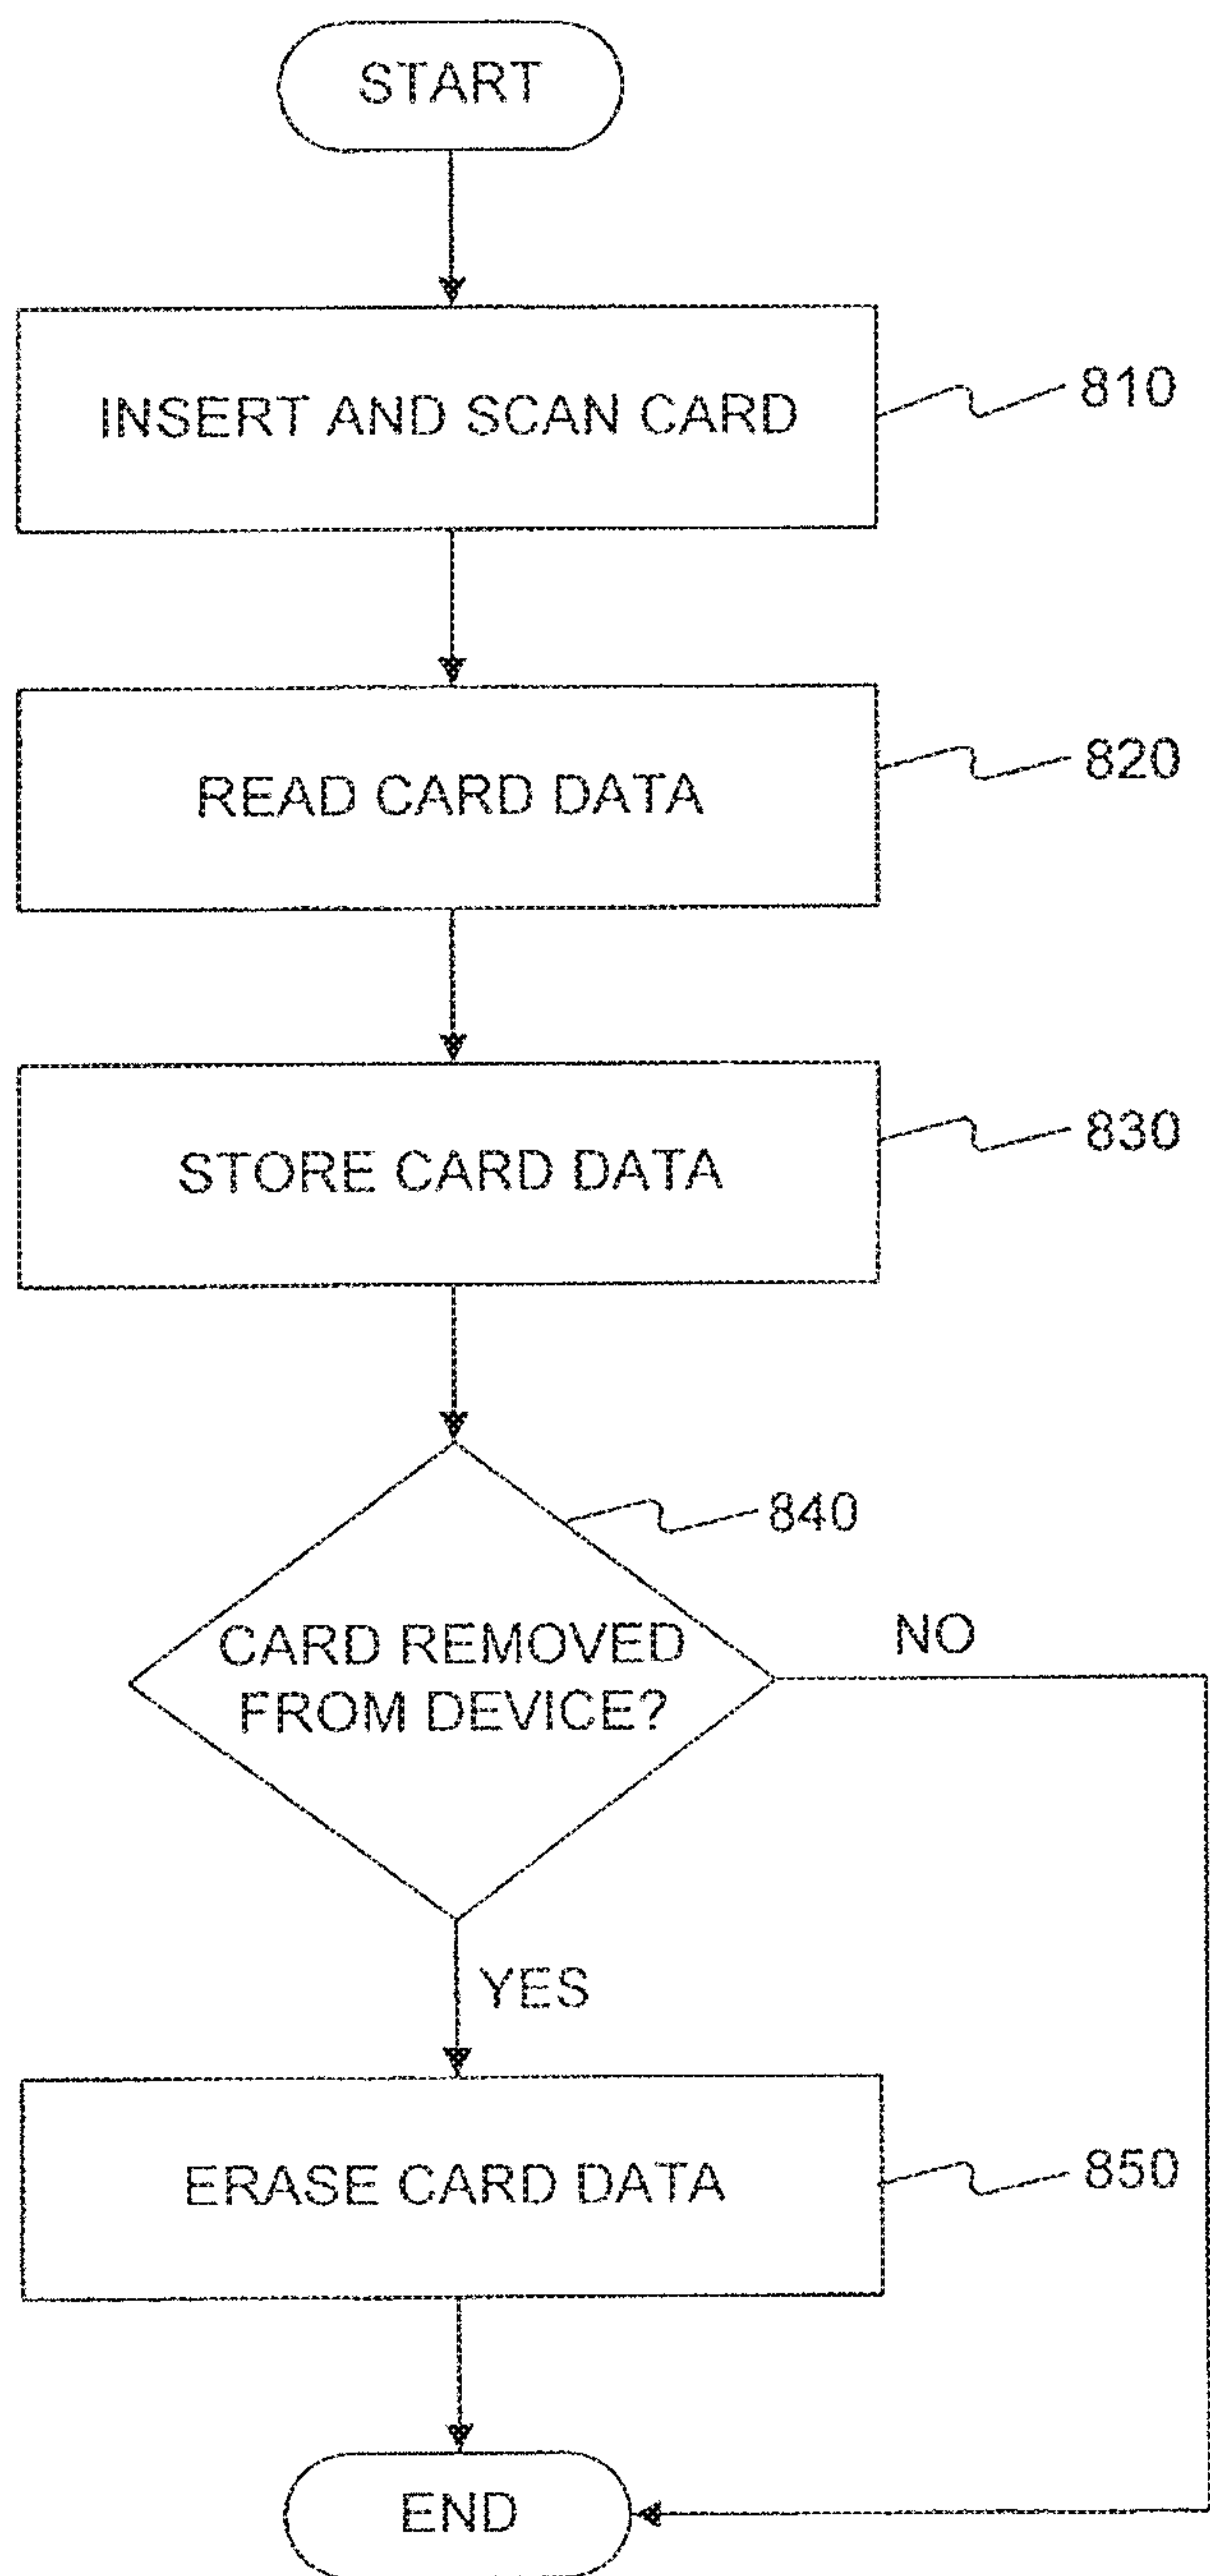 START
INSERT AND SCAN CARD
810
READ CARD DATA
820
STORE CARD DATA
830
840
CARD REMOVED
FROM DEVICE?
NO
YES
ERASE CARD DATA
850
END